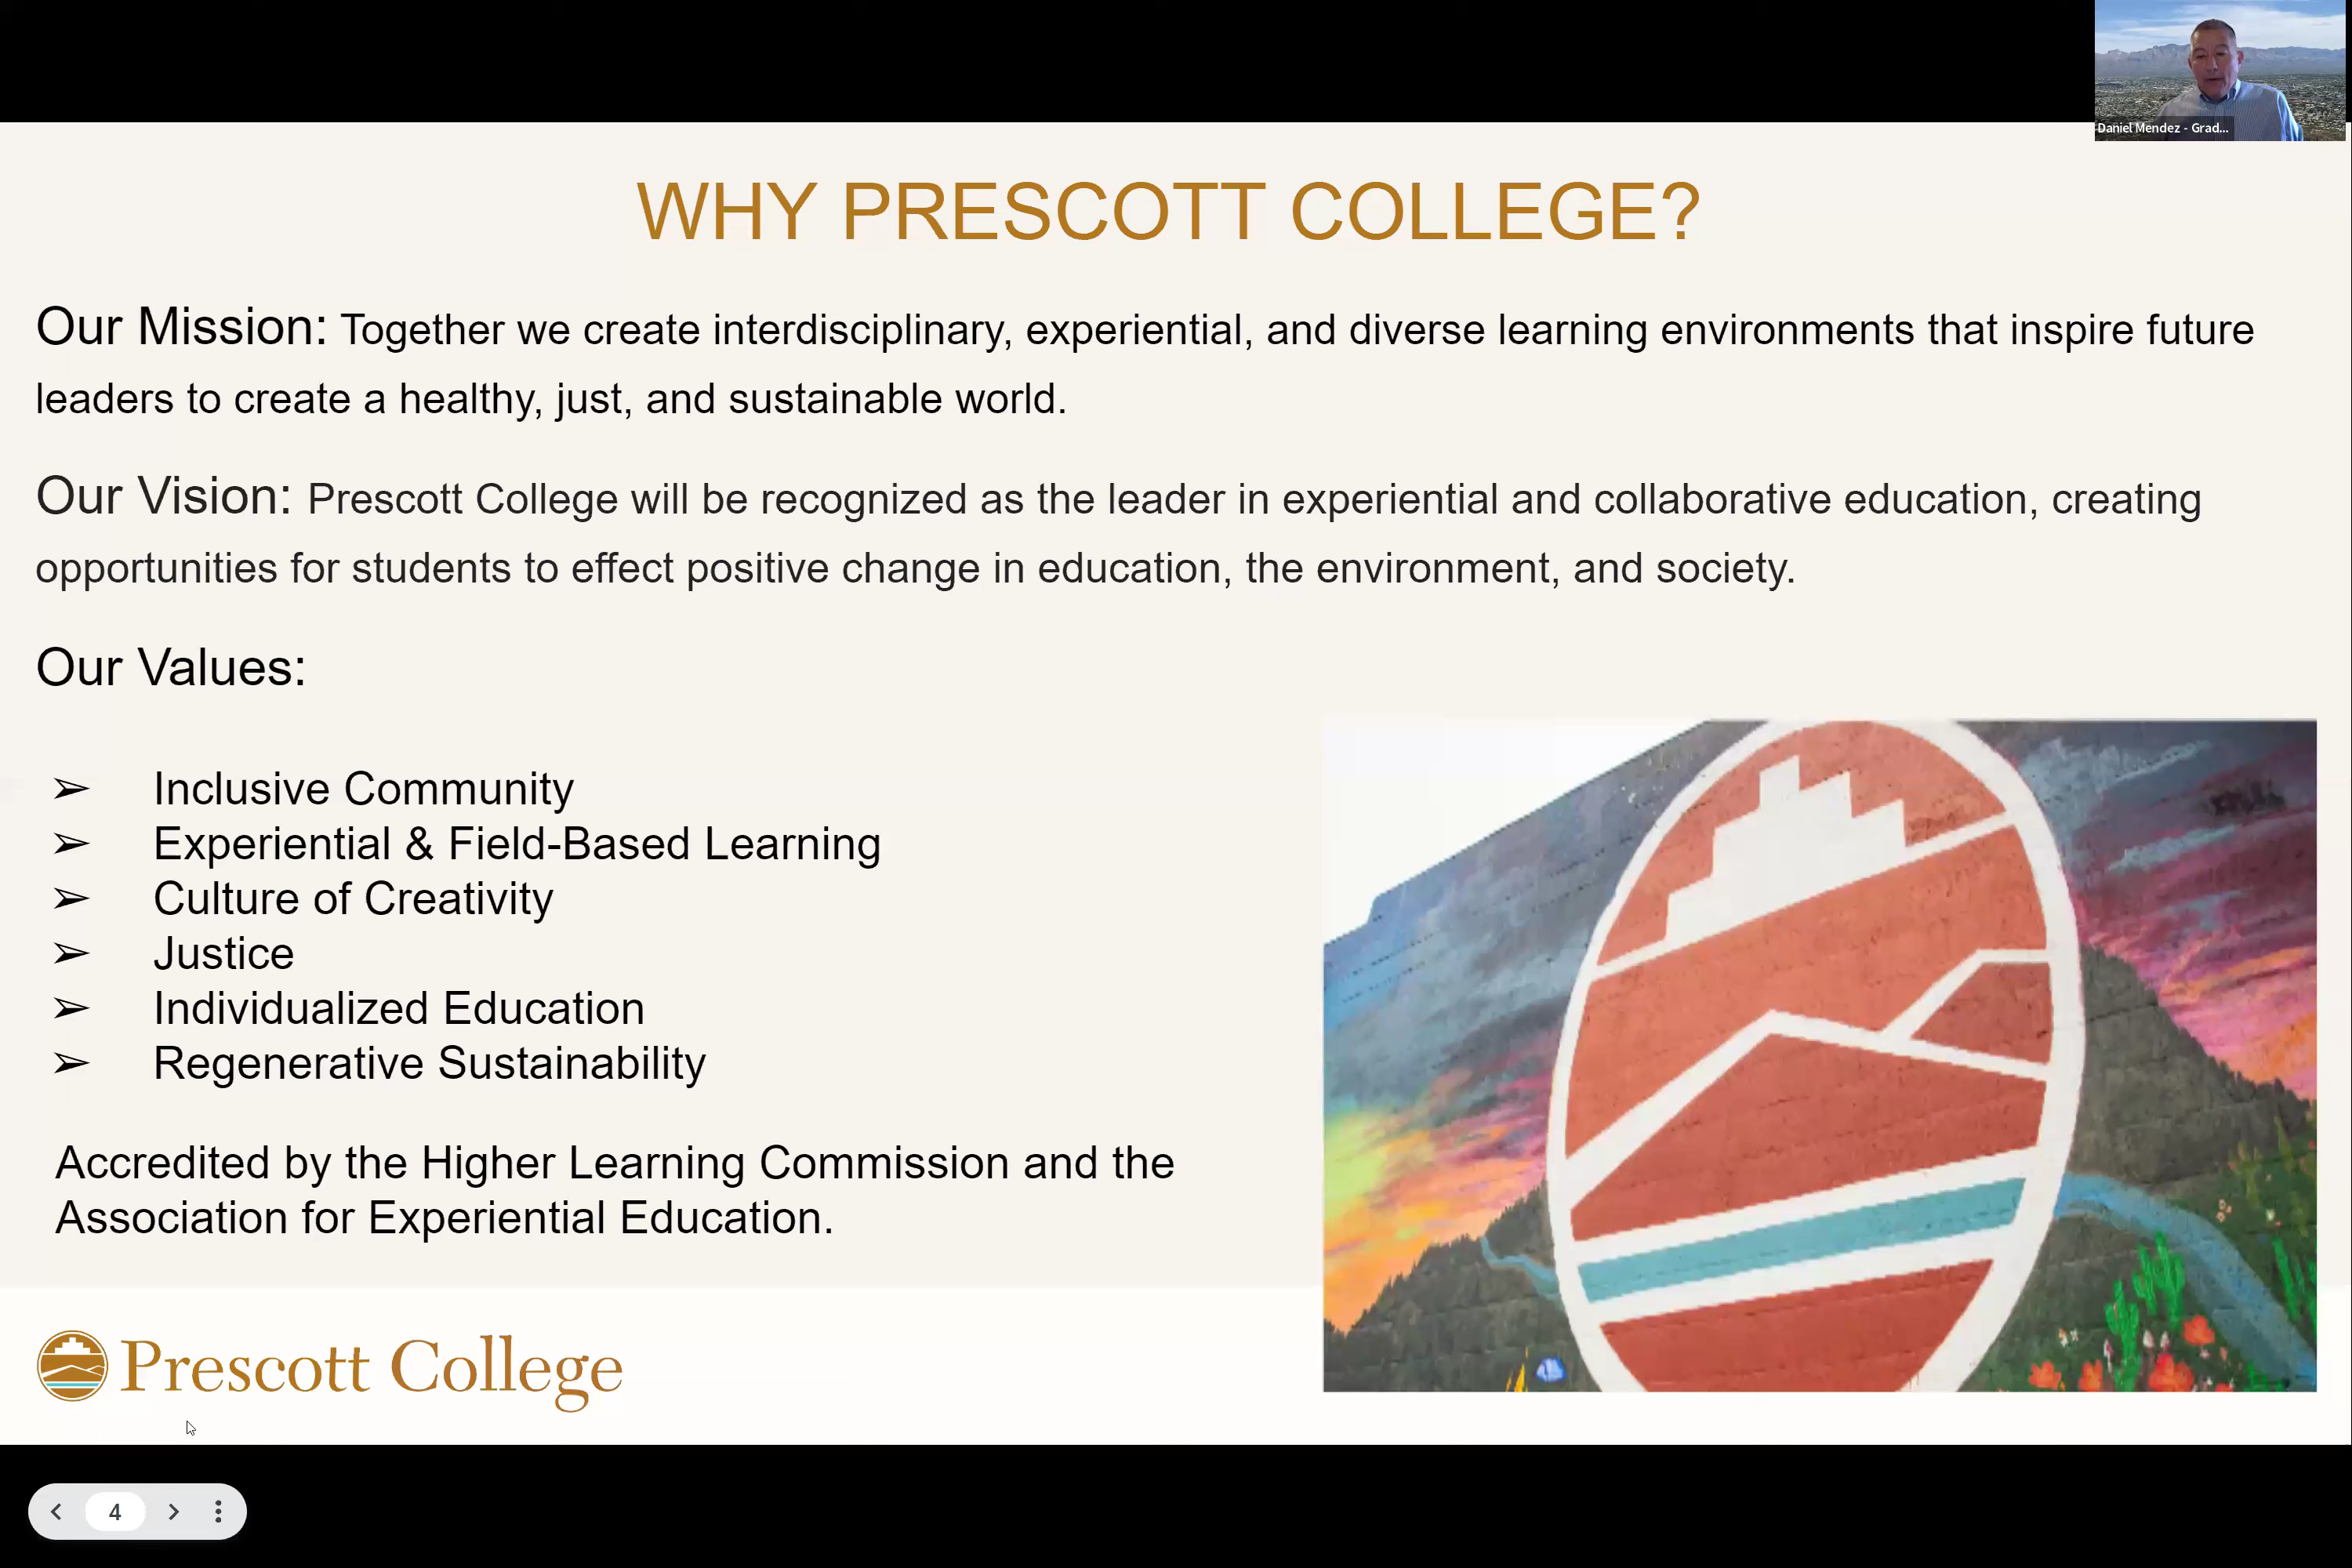 Daniel Mendez - Grad...
WHY PRESCOTT COLLEGE?
Our Mission: Together we create interdisciplinary, experiential, and diverse learning environments that inspire future
leaders to create a healthy, just, and sustainable world.
Our Vision: Prescott College will be recognized as the leader in experiential and collaborative education, creating
opportunities for students to effect positive change in education, the environment, and society.
Our Values:
➢ Inclusive Community
➢ Experiential & Field-Based Learning
➢ Culture of Creativity
➢ Justice
➢ Individualized Education
➢ Regenerative Sustainability
Accredited by the Higher Learning Commission and the
Association for Experiential Education.
Prescott College
4